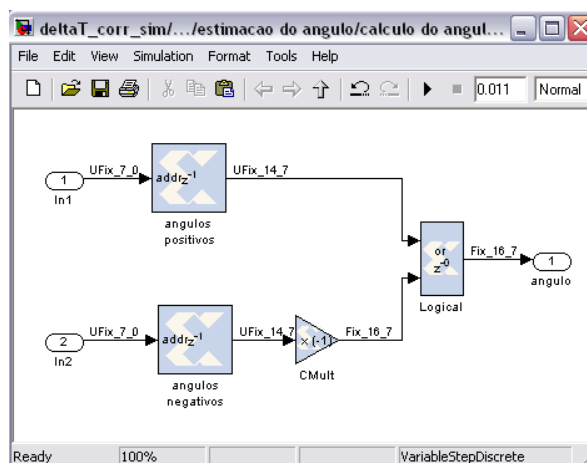 deltaT_corr_sim/.../estimacao do angulo/calculo do angul...
File Edit View Simulation Format Tools Help
0.011 Normal
UFix_7_0
UFix_14_7
1
In1
addrz-1
angulos
positivos
or
z-0
Fix_16_7
1
angulo
Logical
UFix_7_0
UFix_14_7
Fix_16_7
2
In2
addrz-1
x (-1)
CMult
angulos
negativos
Ready 100% VariableStepDiscrete